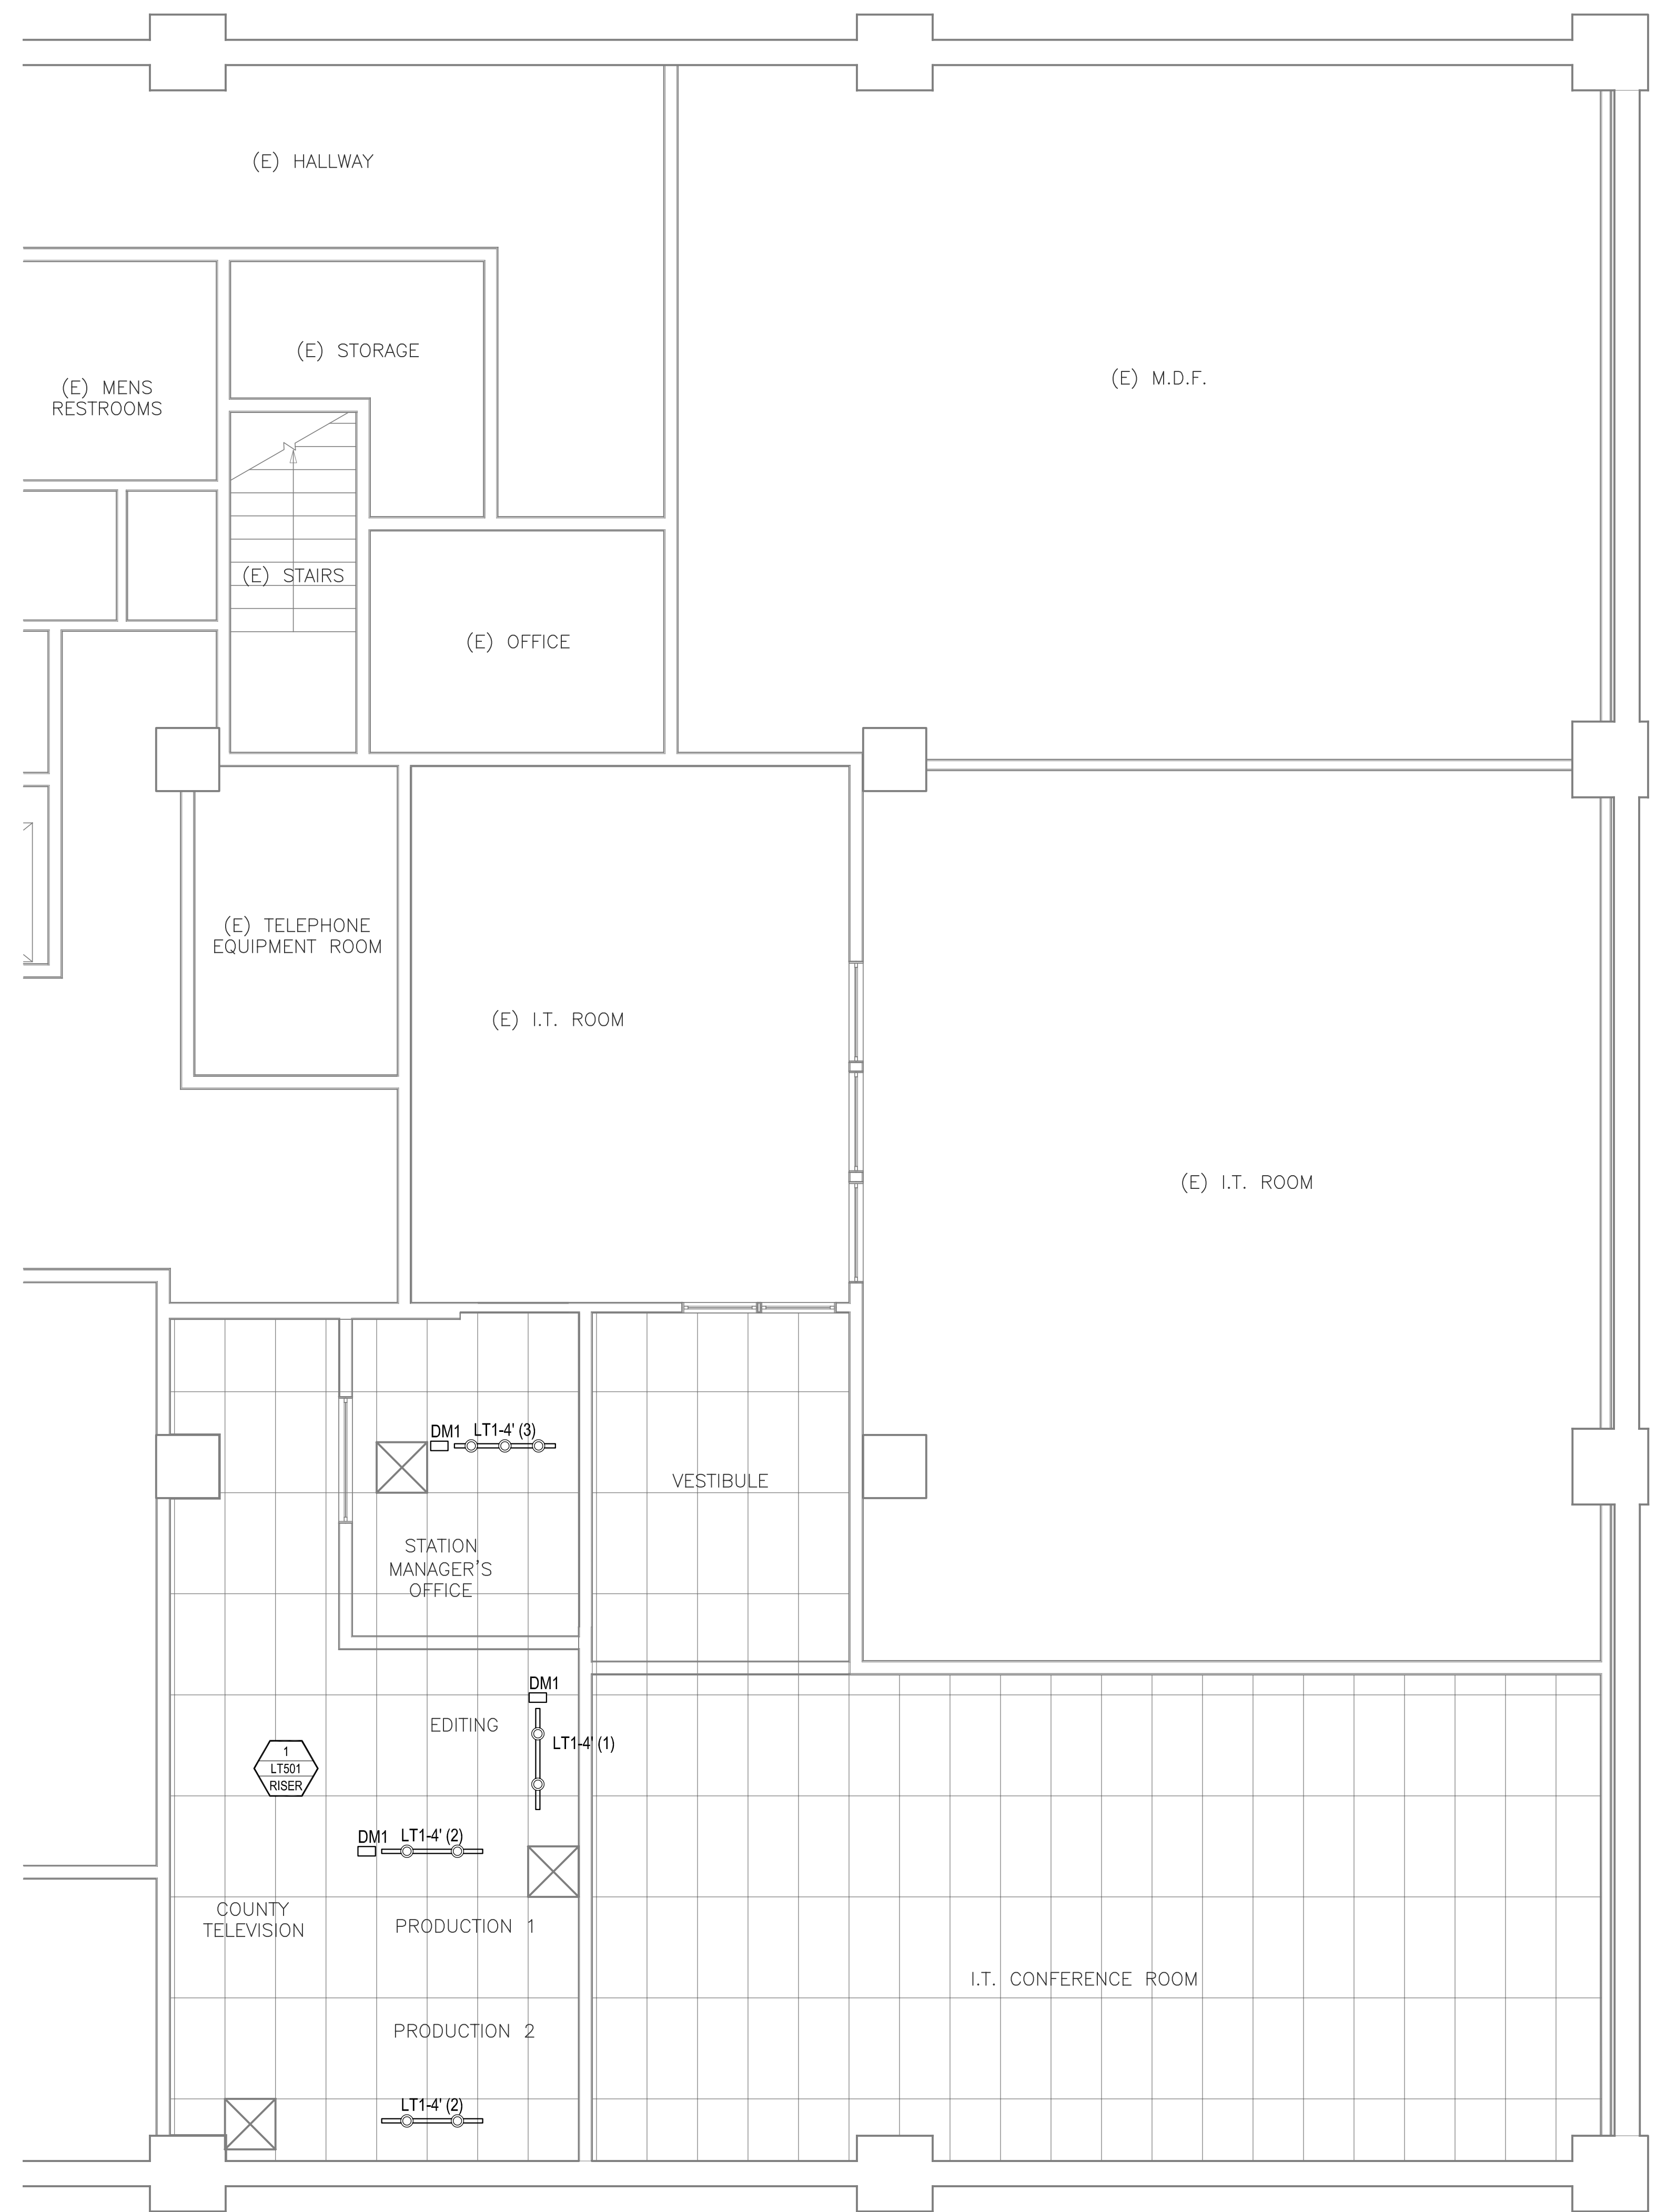 (E) HALLWAY
(E) STORAGE
(E) M.D.F.
(E) MENS
RESTROOMS
(E) STAIRS
(E) OFFICE
(E) TELEPHONE
EQUIPMENT ROOM
(E) I.T. ROOM
(E) I.T. ROOM
DM1
LT1-4' (3)
VESTIBULE
STATION
MANAGER'S
OFFICE
DM1
EDITING
LT1-4' (1)
1
LT501
RISER
DM1
LT1-4' (2)
COUNTY
TELEVISION
PRODUCTION 1
I.T. CONFERENCE ROOM
PRODUCTION 2
LT1-4' (2)